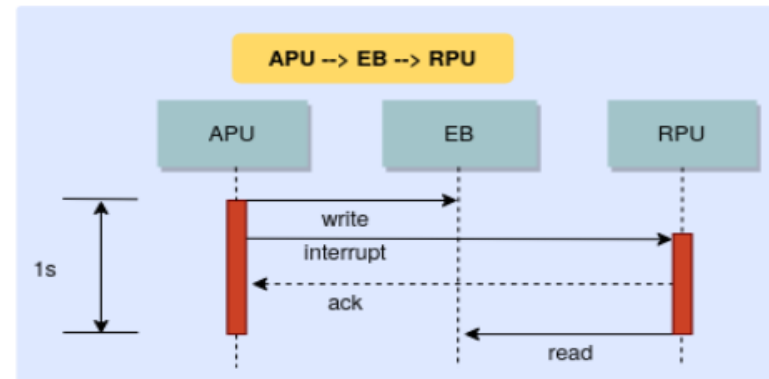 APU --> EB --> RPU
APU
EB
RPU
write
interrupt
1s
ack
read